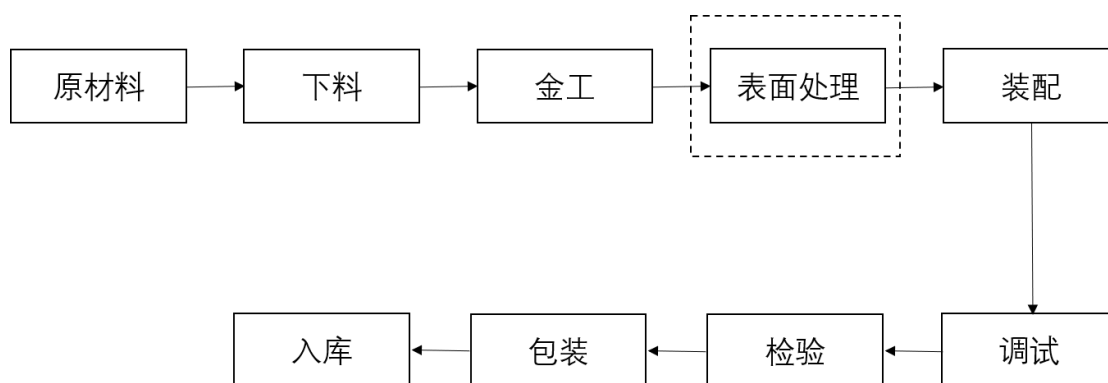 原材料
下料
金工
表面处理
装配
调试
检验
包装
入库